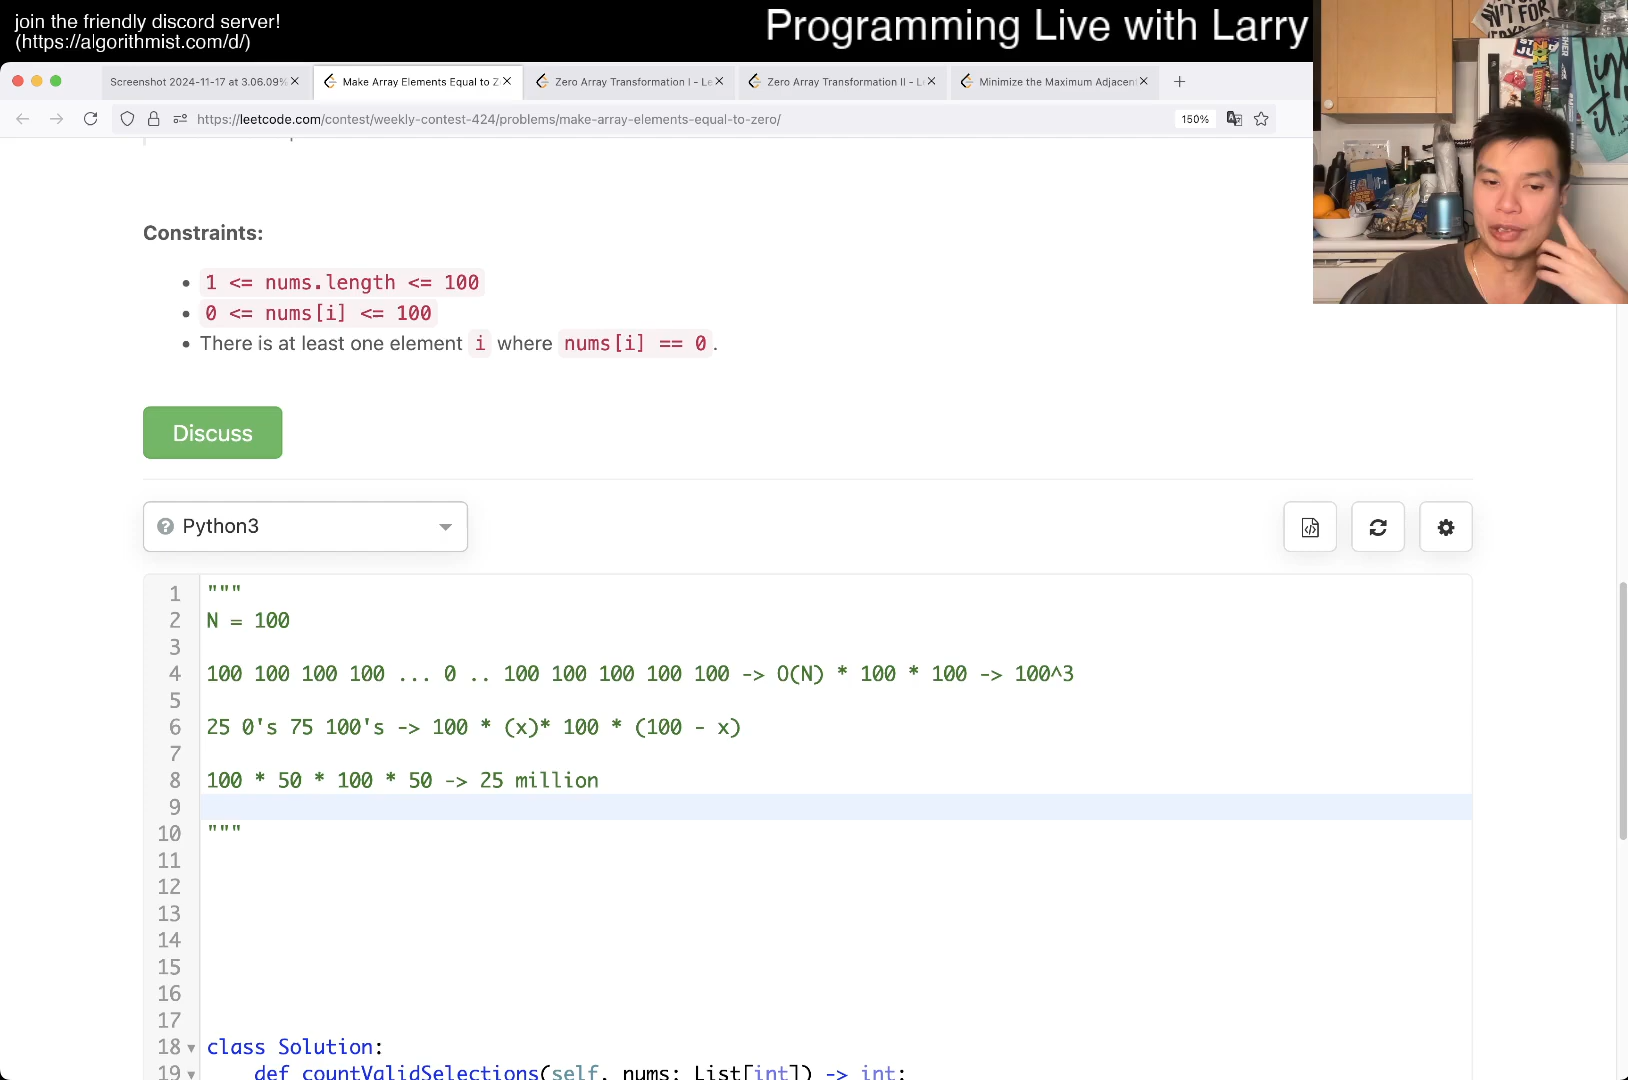 join the friendly discord server!
(https://algorithmist.com/d/)
Programming Live with Larry
Screenshot 2024-11-17 at 3.06.09
Make Array Elements Equal to Z
Zero Array Transformation I - Le
Zero Array Transformation II - L
Minimize the Maximum Adjacen
https://leetcode.com/contest/weekly-contest-424/problems/make-array-elements-equal-to-zero/
150%
Constraints:
1 <= nums.length <= 100
0 <= nums[i] <= 100
There is at least one element i where nums[i] == 0.
Discuss
Python3
1 """
2 N = 100
3
4 100 100 100 100 ... 0 .. 100 100 100 100 100 -> O(N) * 100 * 100 -> 100^3
5
6 25 0's 75 100's -> 100 * (x)* 100 * (100 - x)
7
8 100 * 50 * 100 * 50 -> 25 million
9
10 """
11
12
13
14
15
16
17
18 class Solution:
19 def countValidSelections(self, nums: List[int]) -> int: